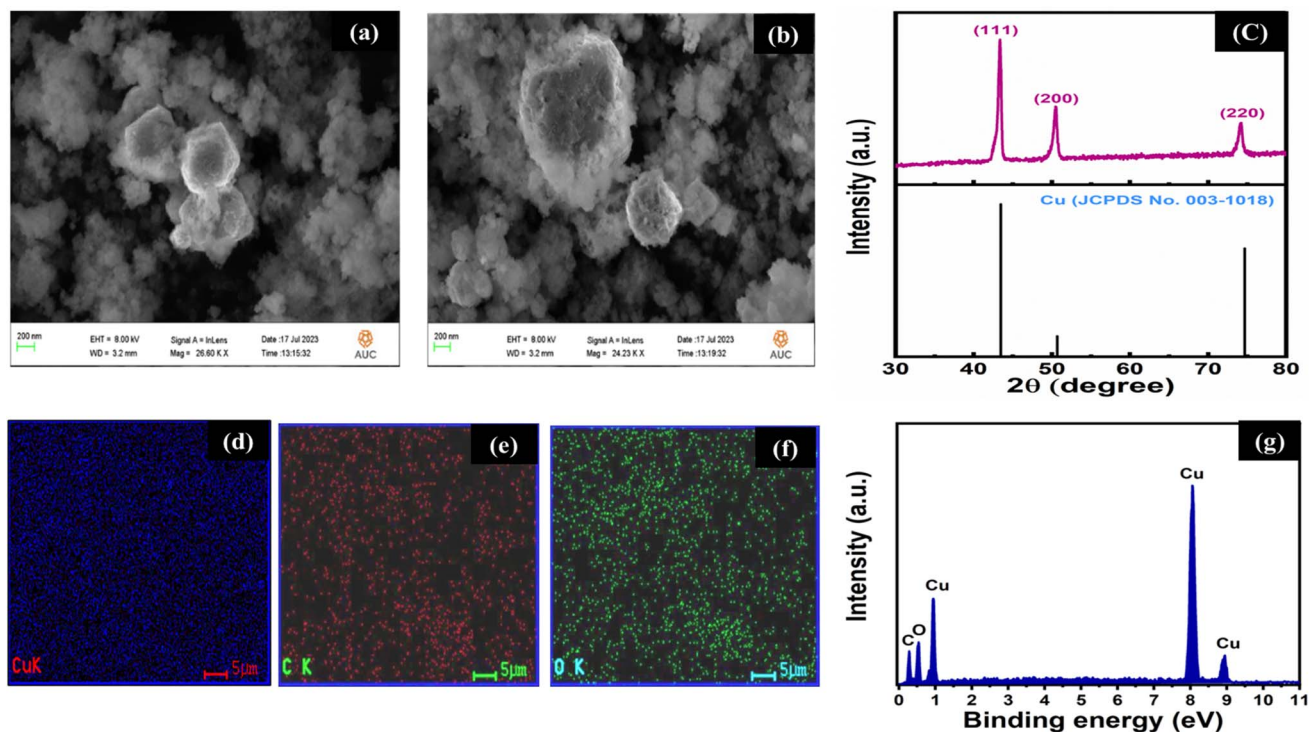 (a)
200 nm
EHT = 8.00 kV
Signal A = InLens
Date :17 Jul 2023
WD = 3.2 mm
Mag = 26.60 K X
Time :13:15:32
AUC
(b)
200 nm
EHT = 8.00 kV
Signal A = InLens
Date :17 Jul 2023
WD = 3.2 mm
Mag = 24.23 K X
Time :13:19:32
AUC
(C)
(111)
(200)
(220)
Cu (JCPDS No. 003-1018)
Intensity (a.u.)
30 40 50 60 70 80
2θ (degree)
(d)
CuK
5μm
(e)
C K
5μm
(f)
O K
5μm
(g)
Intensity (a.u.)
C
O
Cu
Cu
Cu
0 1 2 3 4 5 6 7 8 9 10 11
Binding energy (eV)